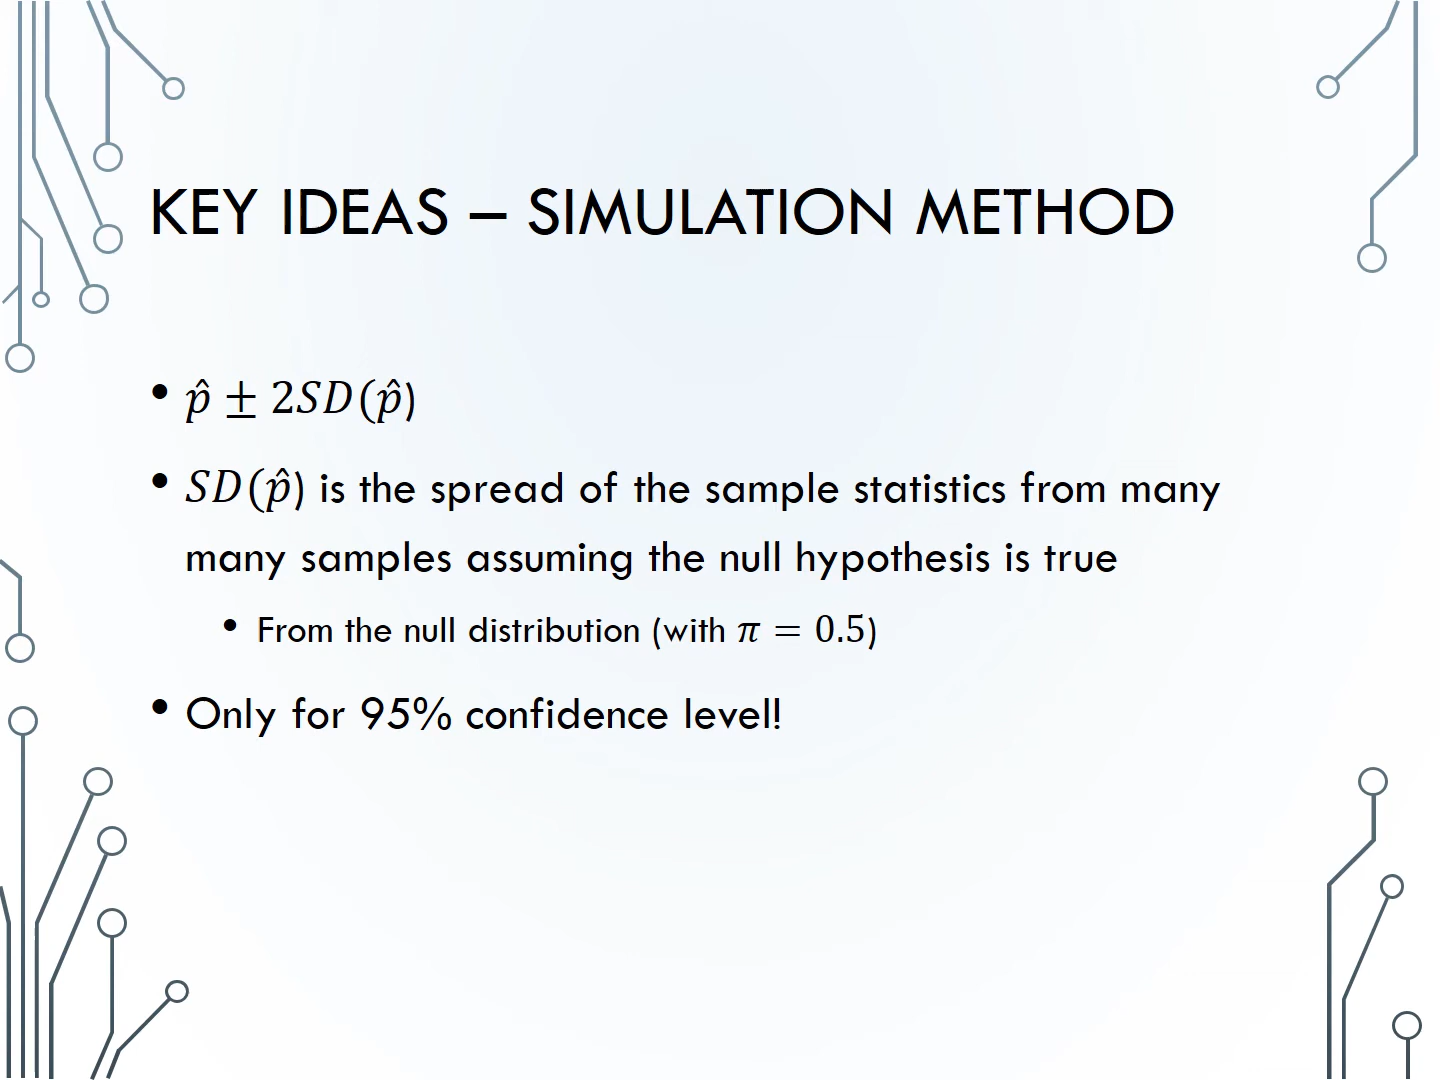 KEY IDEAS – SIMULATION METHOD
• p̂ ± 2SD(p̂)
• SD(p̂) is the spread of the sample statistics from many
many samples assuming the null hypothesis is true
• From the null distribution (with π = 0.5)
• Only for 95% confidence level!